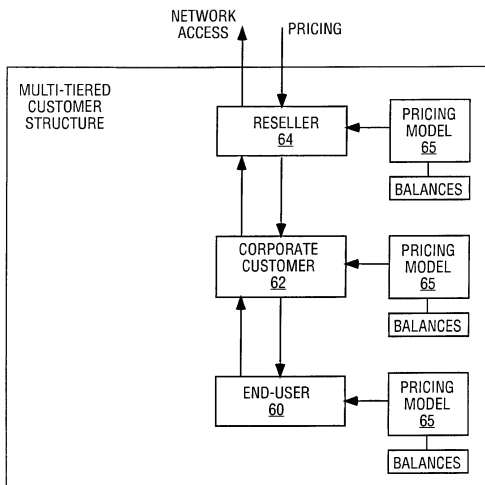 NETWORK
ACCESS
PRICING
MULTI-TIERED
CUSTOMER
STRUCTURE
RESELLER
64
PRICING
MODEL
65
BALANCES
CORPORATE
CUSTOMER
62
PRICING
MODEL
65
BALANCES
END-USER
60
PRICING
MODEL
65
BALANCES